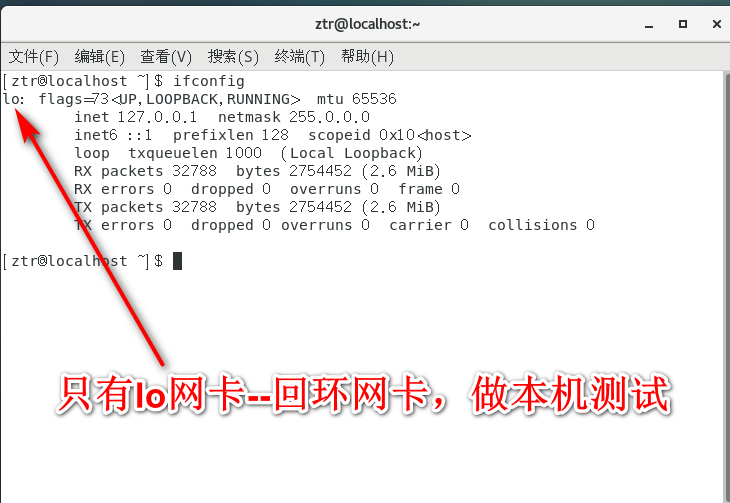 ztr@localhost:~
文件(F) 编辑(E) 查看(V) 搜索(S) 终端(T) 帮助(H)
[ztr@localhost ~]$ ifconfig
lo: flags=73<UP,LOOPBACK,RUNNING>  mtu 65536
        inet 127.0.0.1  netmask 255.0.0.0
        inet6 ::1  prefixlen 128  scopeid 0x10<host>
        loop  txqueuelen 1000  (Local Loopback)
        RX packets 32788  bytes 2754452 (2.6 MiB)
        RX errors 0  dropped 0  overruns 0  frame 0
        TX packets 32788  bytes 2754452 (2.6 MiB)
        TX errors 0  dropped 0 overruns 0  carrier 0  collisions 0
[ztr@localhost ~]$
只有lo网卡--回环网卡，做本机测试